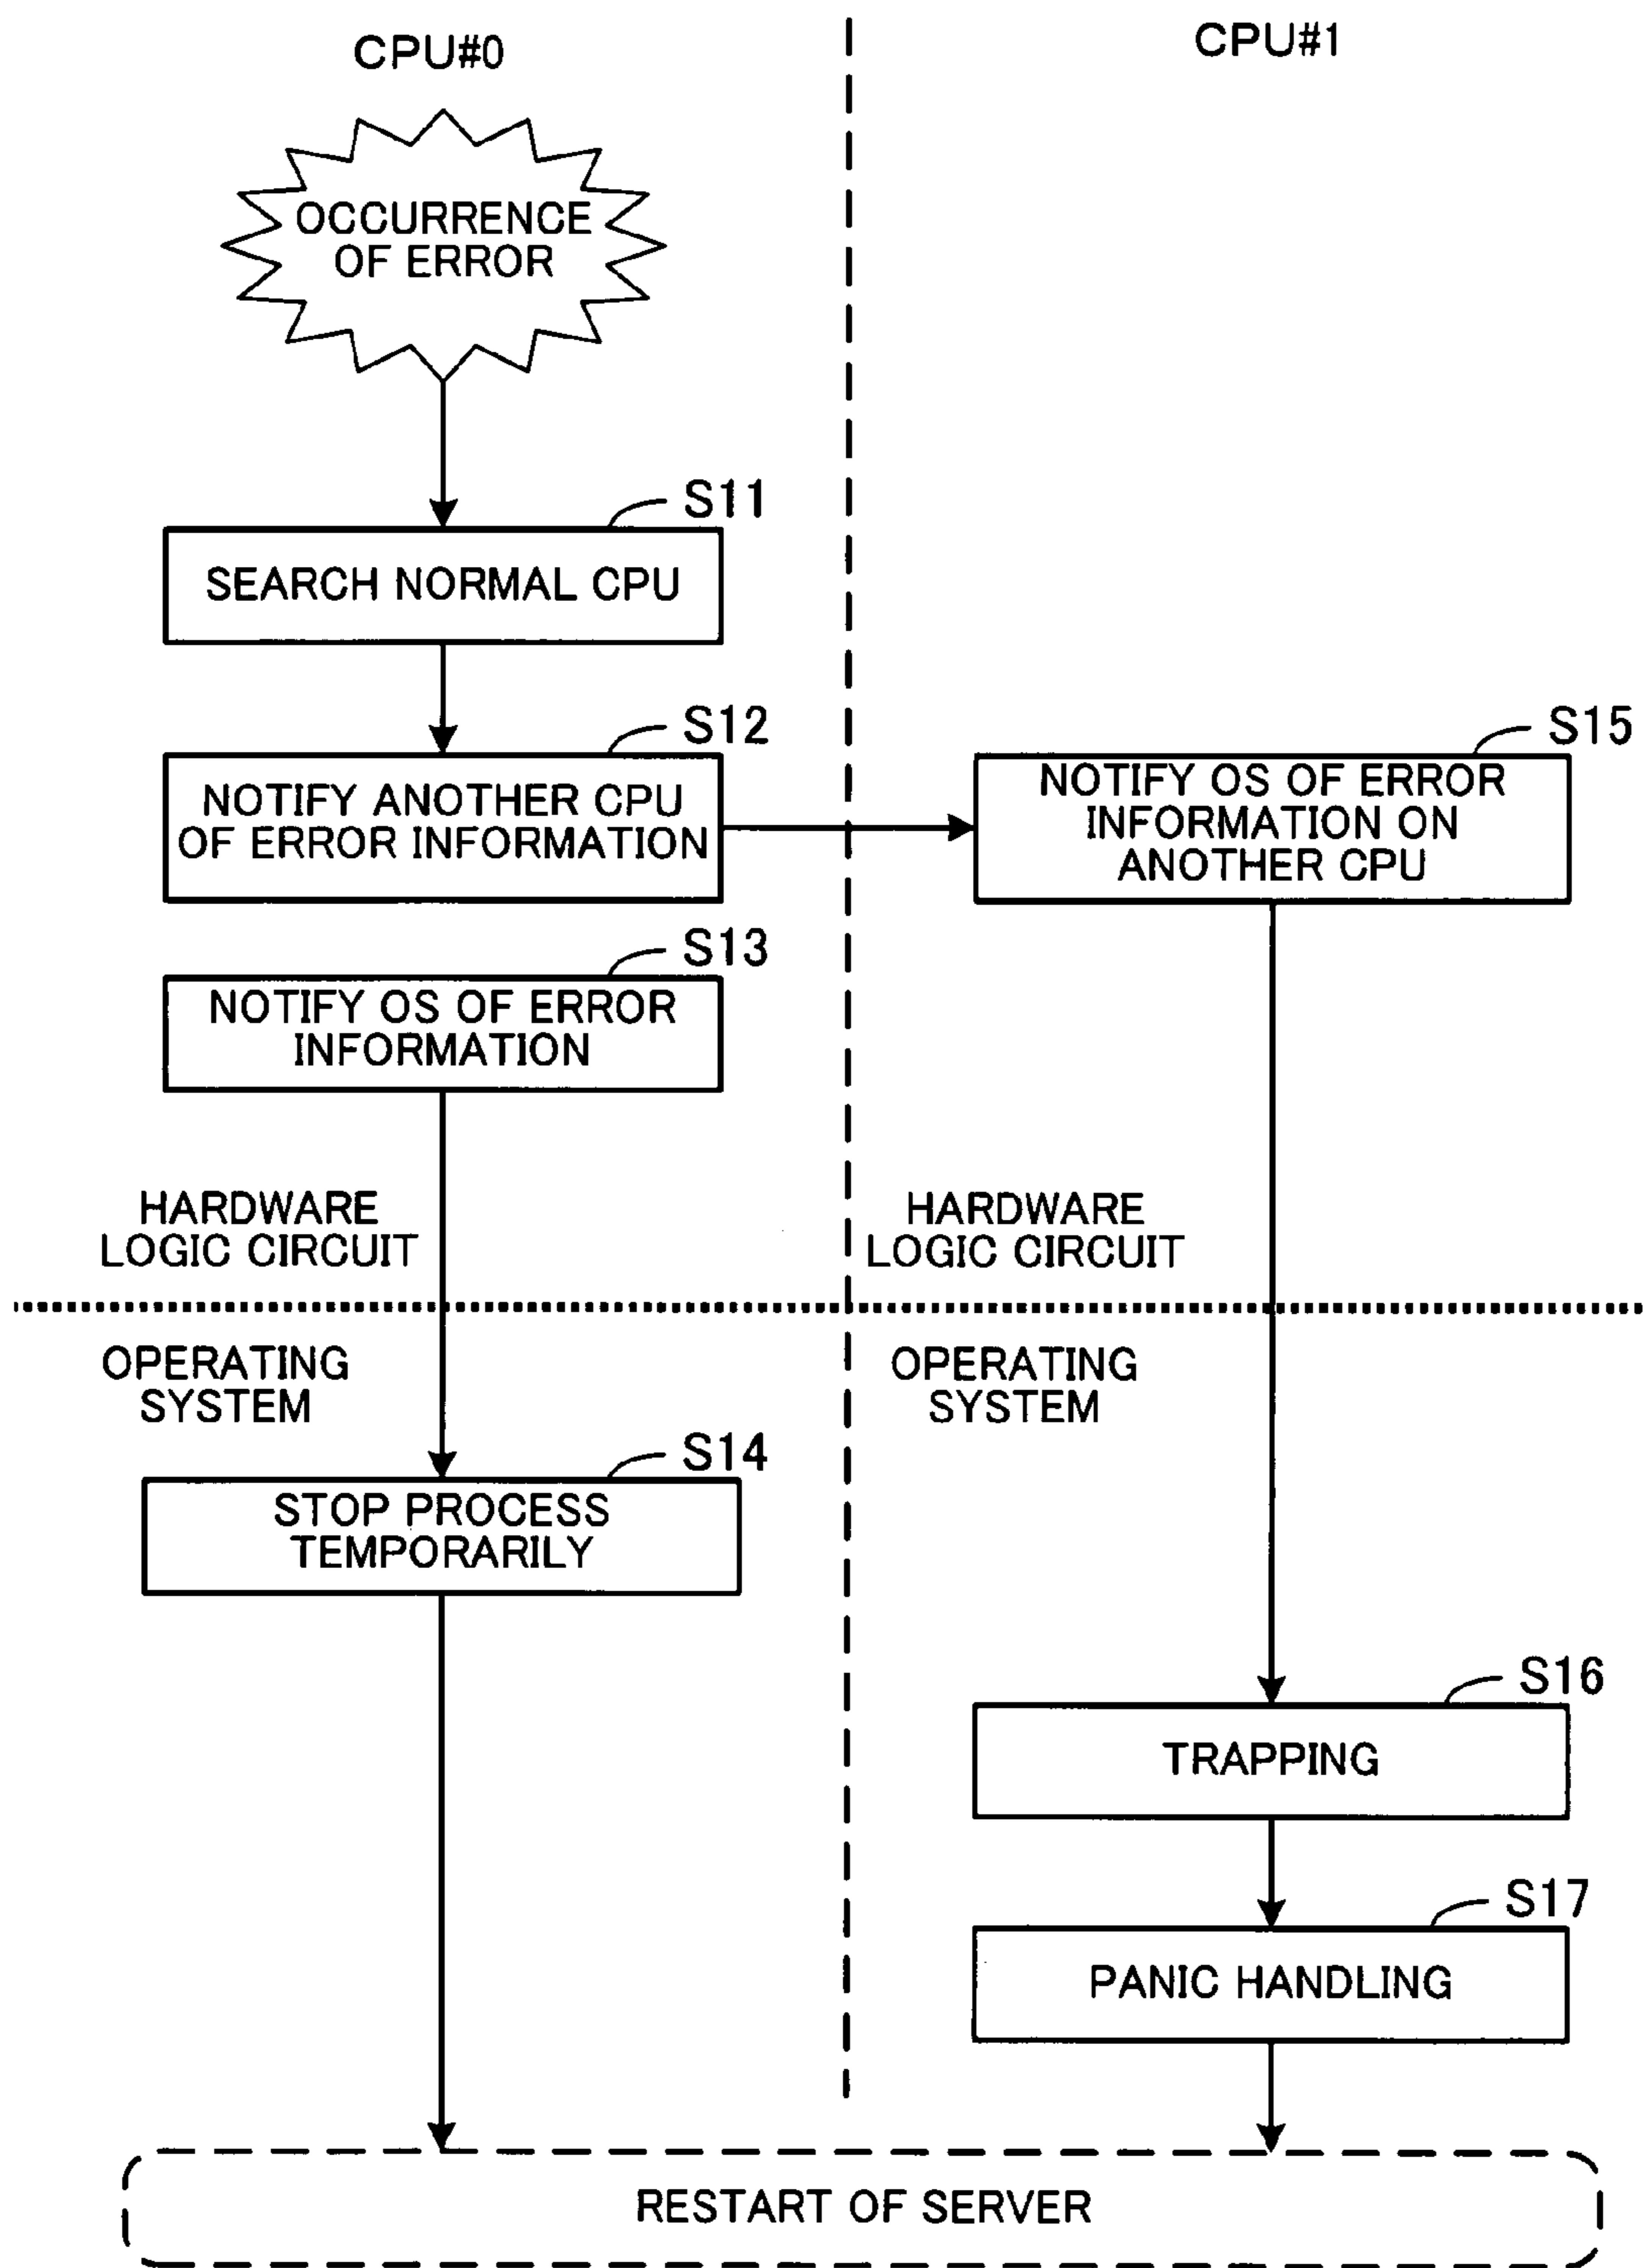 CPU#0
CPU#1
OCCURRENCE
OF ERROR
S11
SEARCH NORMAL CPU
S12
NOTIFY ANOTHER CPU
OF ERROR INFORMATION
S15
NOTIFY OS OF ERROR
INFORMATION ON
ANOTHER CPU
S13
NOTIFY OS OF ERROR
INFORMATION
HARDWARE
LOGIC CIRCUIT
HARDWARE
LOGIC CIRCUIT
OPERATING
SYSTEM
OPERATING
SYSTEM
S14
STOP PROCESS
TEMPORARILY
S16
TRAPPING
S17
PANIC HANDLING
RESTART OF SERVER